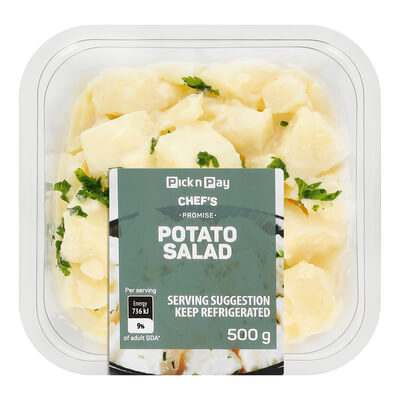 Pick n Pay
CHEF'S
• PROMISE •
POTATO
SALAD
SERVING SUGGESTION
KEEP REFRIGERATED
500 g
Per serving
Energy
736 kJ
9%
of adult GDA*